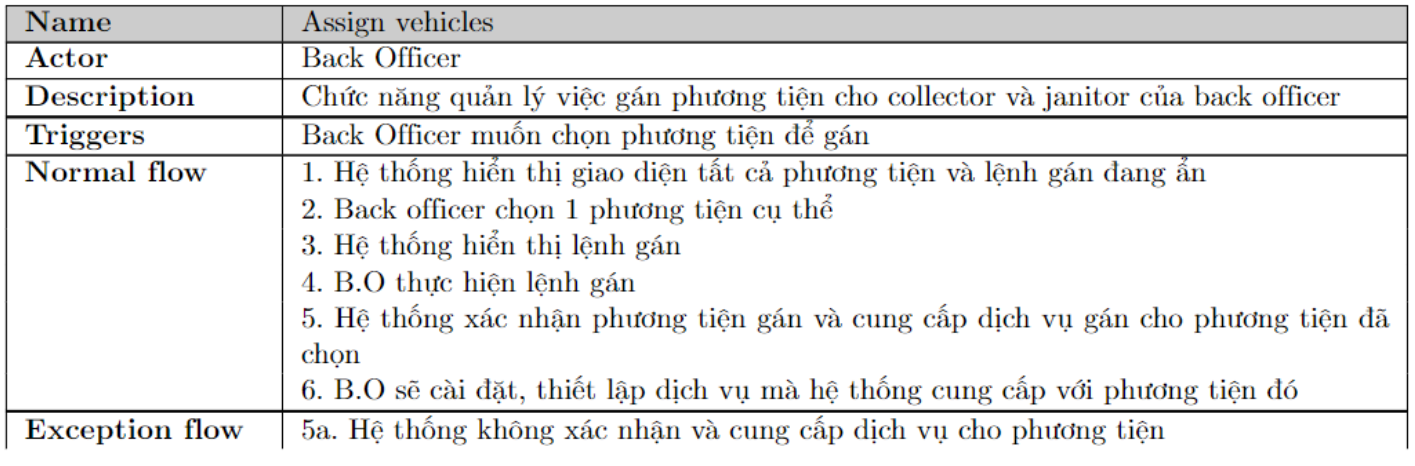 Name Assign vehicles
Actor Back Officer
Description Chức năng quản lý việc gán phương tiện cho collector và janitor của back officer
Triggers Back Officer muốn chọn phương tiện để gán
Normal flow 1. Hệ thống hiển thị giao diện tất cả phương tiện và lệnh gán đang ẩn
2. Back officer chọn 1 phương tiện cụ thể
3. Hệ thống hiển thị lệnh gán
4. B.O thực hiện lệnh gán
5. Hệ thống xác nhận phương tiện gán và cung cấp dịch vụ gán cho phương tiện đã
chọn
6. B.O sẽ cài đặt, thiết lập dịch vụ mà hệ thống cung cấp với phương tiện đó
Exception flow 5a. Hệ thống không xác nhận và cung cấp dịch vụ cho phương tiện